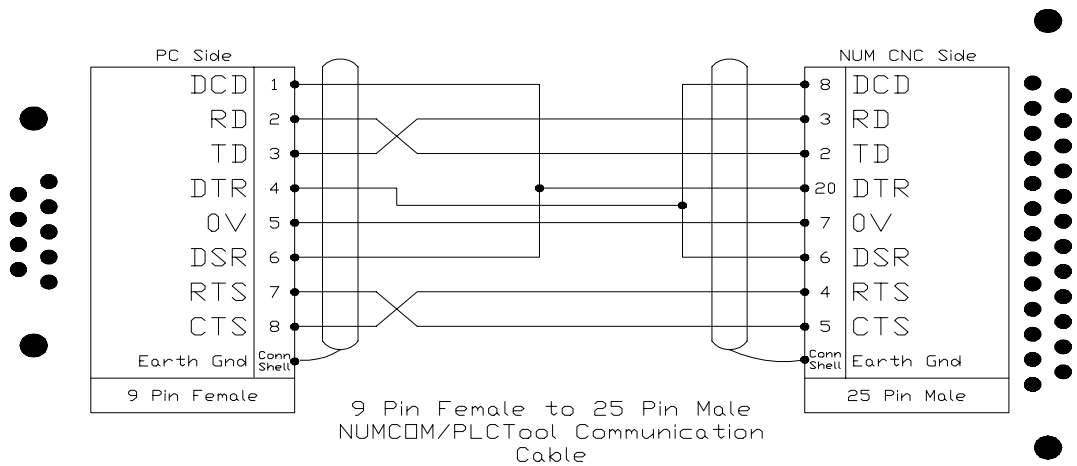 PC Side
DCD 1
RD 2
TD 3
DTR 4
0V 5
DSR 6
RTS 7
CTS 8
Earth Gnd Conn Shell
9 Pin Female
NUM CNC Side
8 DCD
3 RD
2 TD
20 DTR
7 0V
6 DSR
4 RTS
5 CTS
Conn Shell Earth Gnd
25 Pin Male
9 Pin Female to 25 Pin Male
NUMCOM/PLCTool Communication
Cable